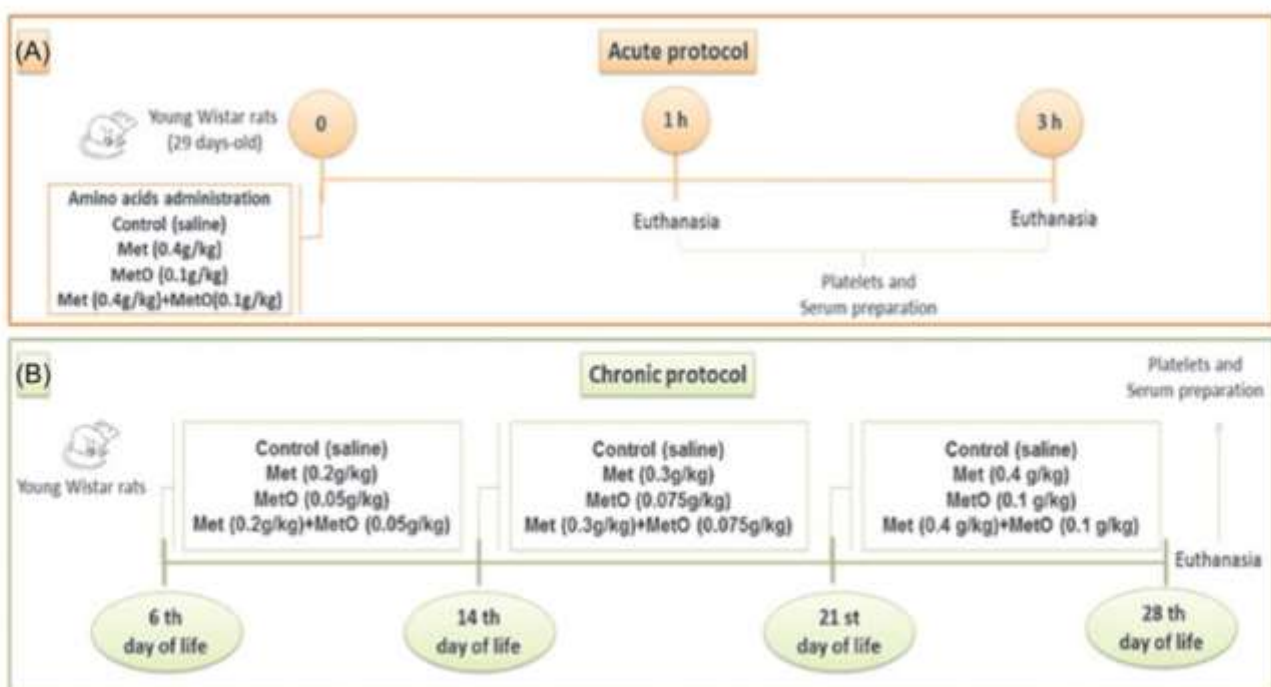 (A)
Acute protocol
Young Wistar rats
(29 days-old)
0
1 h
3 h
Amino acids administration
Control (saline)
Met (0.4g/kg)
MetO (0.1g/kg)
Met (0.4g/kg)+MetO(0.1g/kg)
Euthanasia
Euthanasia
Platelets and
Serum preparation
(B)
Chronic protocol
Platelets and
Serum preparation
Young Wistar rats
Control (saline)
Met (0.2g/kg)
MetO (0.05g/kg)
Met (0.2g/kg)+MetO (0.05g/kg)
Control (saline)
Met (0.3g/kg)
MetO (0.075g/kg)
Met (0.3g/kg)+MetO (0.075g/kg)
Control (saline)
Met (0.4 g/kg)
MetO (0.1 g/kg)
Met (0.4 g/kg)+MetO (0.1 g/kg)
Euthanasia
6 th
day of life
14 th
day of life
21 st
day of life
28 th
day of life